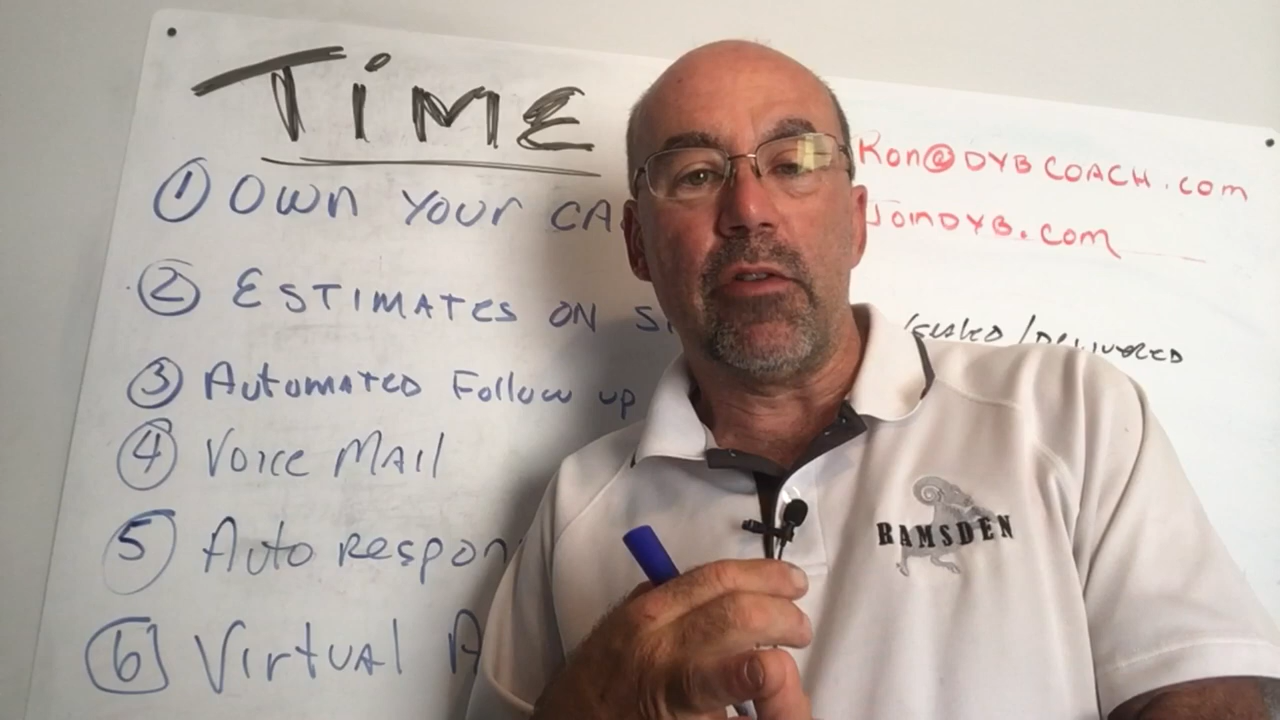 TiME
Ron@DYBCOACH.com
① OWN YOUR CA
JoinDYB.com
② ESTIMATES ON S
/DELIVERED
③ Automated Follow up
④ Voice Mail
⑤ Auto Respon
⑥ Virtual A
RAMSDEN